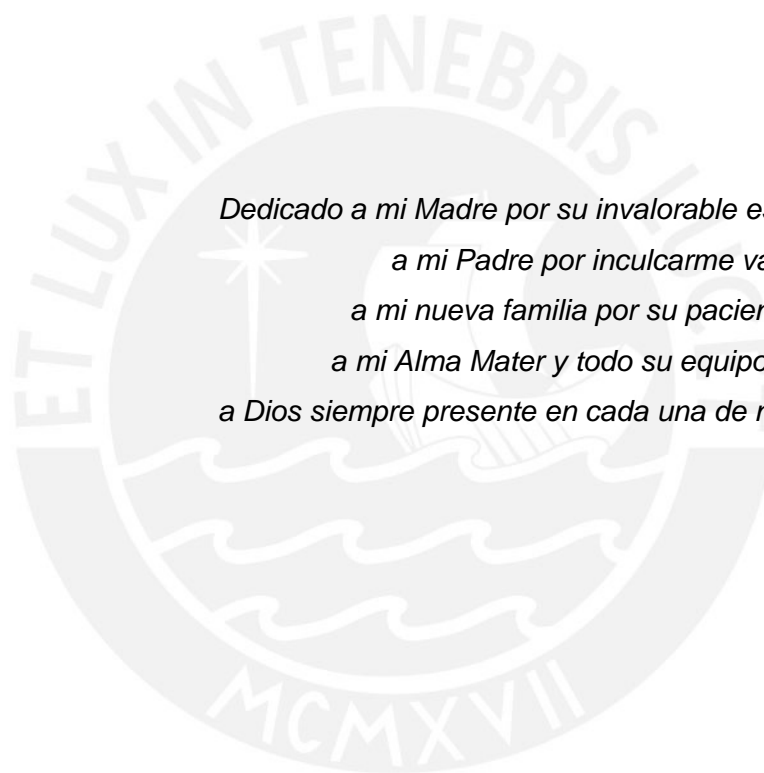 ET LUX IN TENEBRIS LUCET
Dedicado a mi Madre por su invalorable
a mi Padre por inculcarme
a mi nueva familia por su
a mi Alma Mater y todo su equipo
a Dios siempre presente en cada una de
MCMXVII